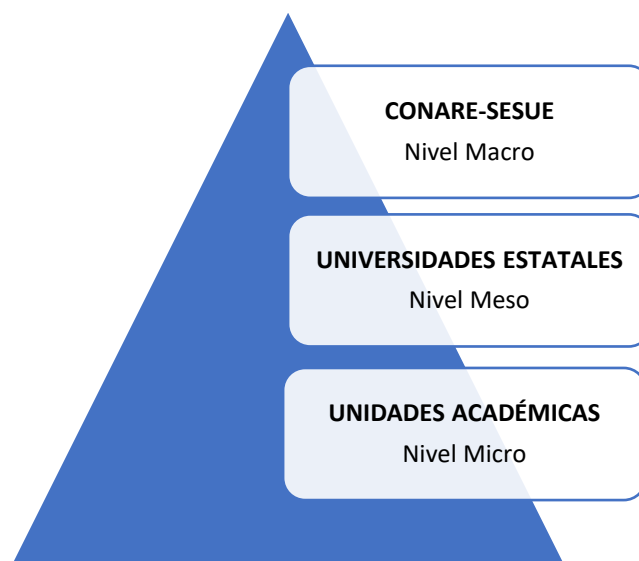 CONARE-SESUE
Nivel Macro
UNIVERSIDADES ESTATALES
Nivel Meso
UNIDADES ACADÉMICAS
Nivel Micro